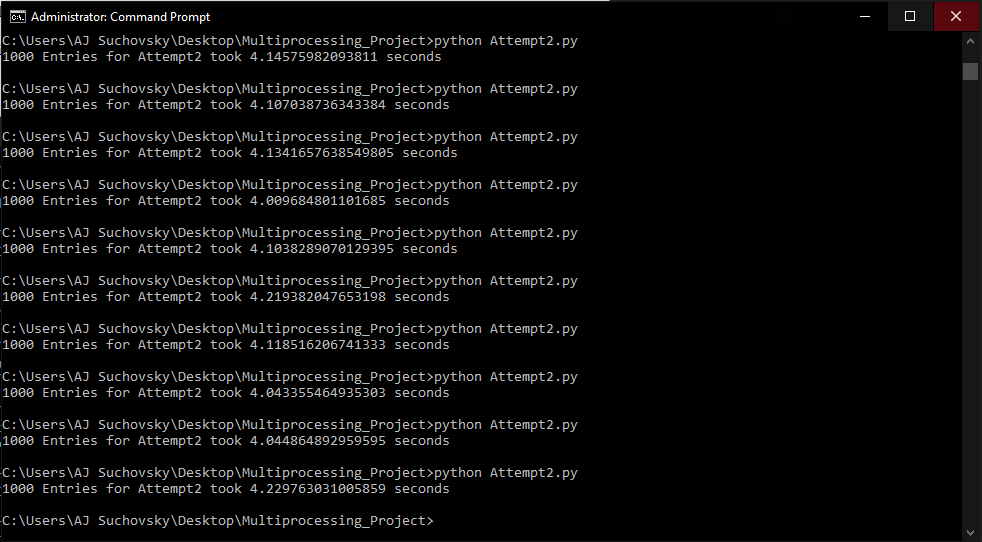 Administrator: Command Prompt
C:\Users\AJ Suchovsky\Desktop\Multiprocessing_Project>python Attempt2.py
1000 Entries for Attempt2 took 4.14575982093811 seconds
C:\Users\AJ Suchovsky\Desktop\Multiprocessing_Project>python Attempt2.py
1000 Entries for Attempt2 took 4.107038736343384 seconds
C:\Users\AJ Suchovsky\Desktop\Multiprocessing_Project>python Attempt2.py
1000 Entries for Attempt2 took 4.1341657638549805 seconds
C:\Users\AJ Suchovsky\Desktop\Multiprocessing_Project>python Attempt2.py
1000 Entries for Attempt2 took 4.009684801101685 seconds
C:\Users\AJ Suchovsky\Desktop\Multiprocessing_Project>python Attempt2.py
1000 Entries for Attempt2 took 4.1038289070129395 seconds
C:\Users\AJ Suchovsky\Desktop\Multiprocessing_Project>python Attempt2.py
1000 Entries for Attempt2 took 4.219382047653198 seconds
C:\Users\AJ Suchovsky\Desktop\Multiprocessing_Project>python Attempt2.py
1000 Entries for Attempt2 took 4.118516206741333 seconds
C:\Users\AJ Suchovsky\Desktop\Multiprocessing_Project>python Attempt2.py
1000 Entries for Attempt2 took 4.043355464935303 seconds
C:\Users\AJ Suchovsky\Desktop\Multiprocessing_Project>python Attempt2.py
1000 Entries for Attempt2 took 4.044864892959595 seconds
C:\Users\AJ Suchovsky\Desktop\Multiprocessing_Project>python Attempt2.py
1000 Entries for Attempt2 took 4.229763031005859 seconds
C:\Users\AJ Suchovsky\Desktop\Multiprocessing_Project>